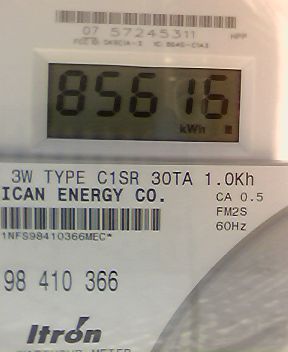 07 57245311
85616
kWh
3W TYPE C1SR 30TA 1.0Kh
ICAN ENERGY CO.
CA 0.5
FM2S
60Hz
1NFS98410366MEC*
98 410 366
Itron